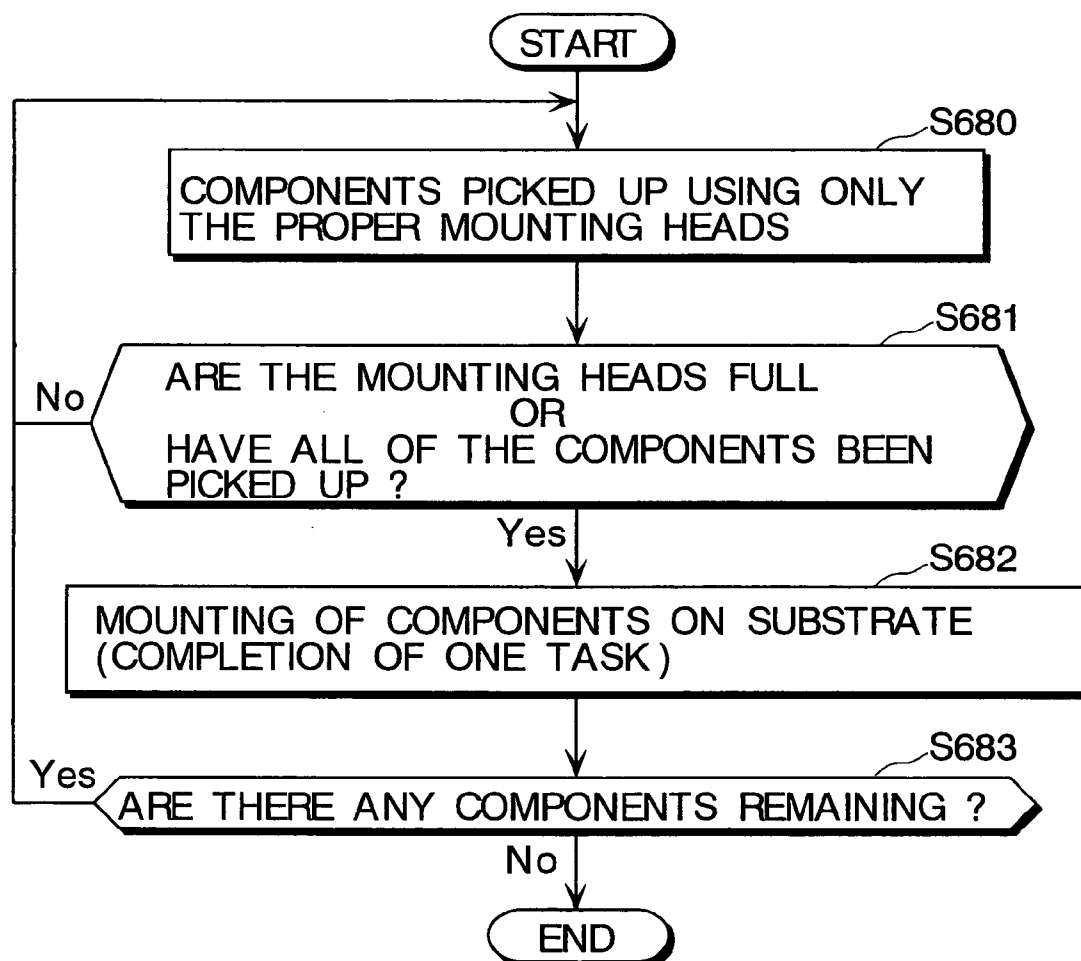 START
S680
COMPONENTS PICKED UP USING ONLY
THE PROPER MOUNTING HEADS
S681
ARE THE MOUNTING HEADS FULL
OR
HAVE ALL OF THE COMPONENTS BEEN
PICKED UP ?
No
Yes
S682
MOUNTING OF COMPONENTS ON SUBSTRATE
(COMPLETION OF ONE TASK)
S683
Yes
ARE THERE ANY COMPONENTS REMAINING ?
No
END